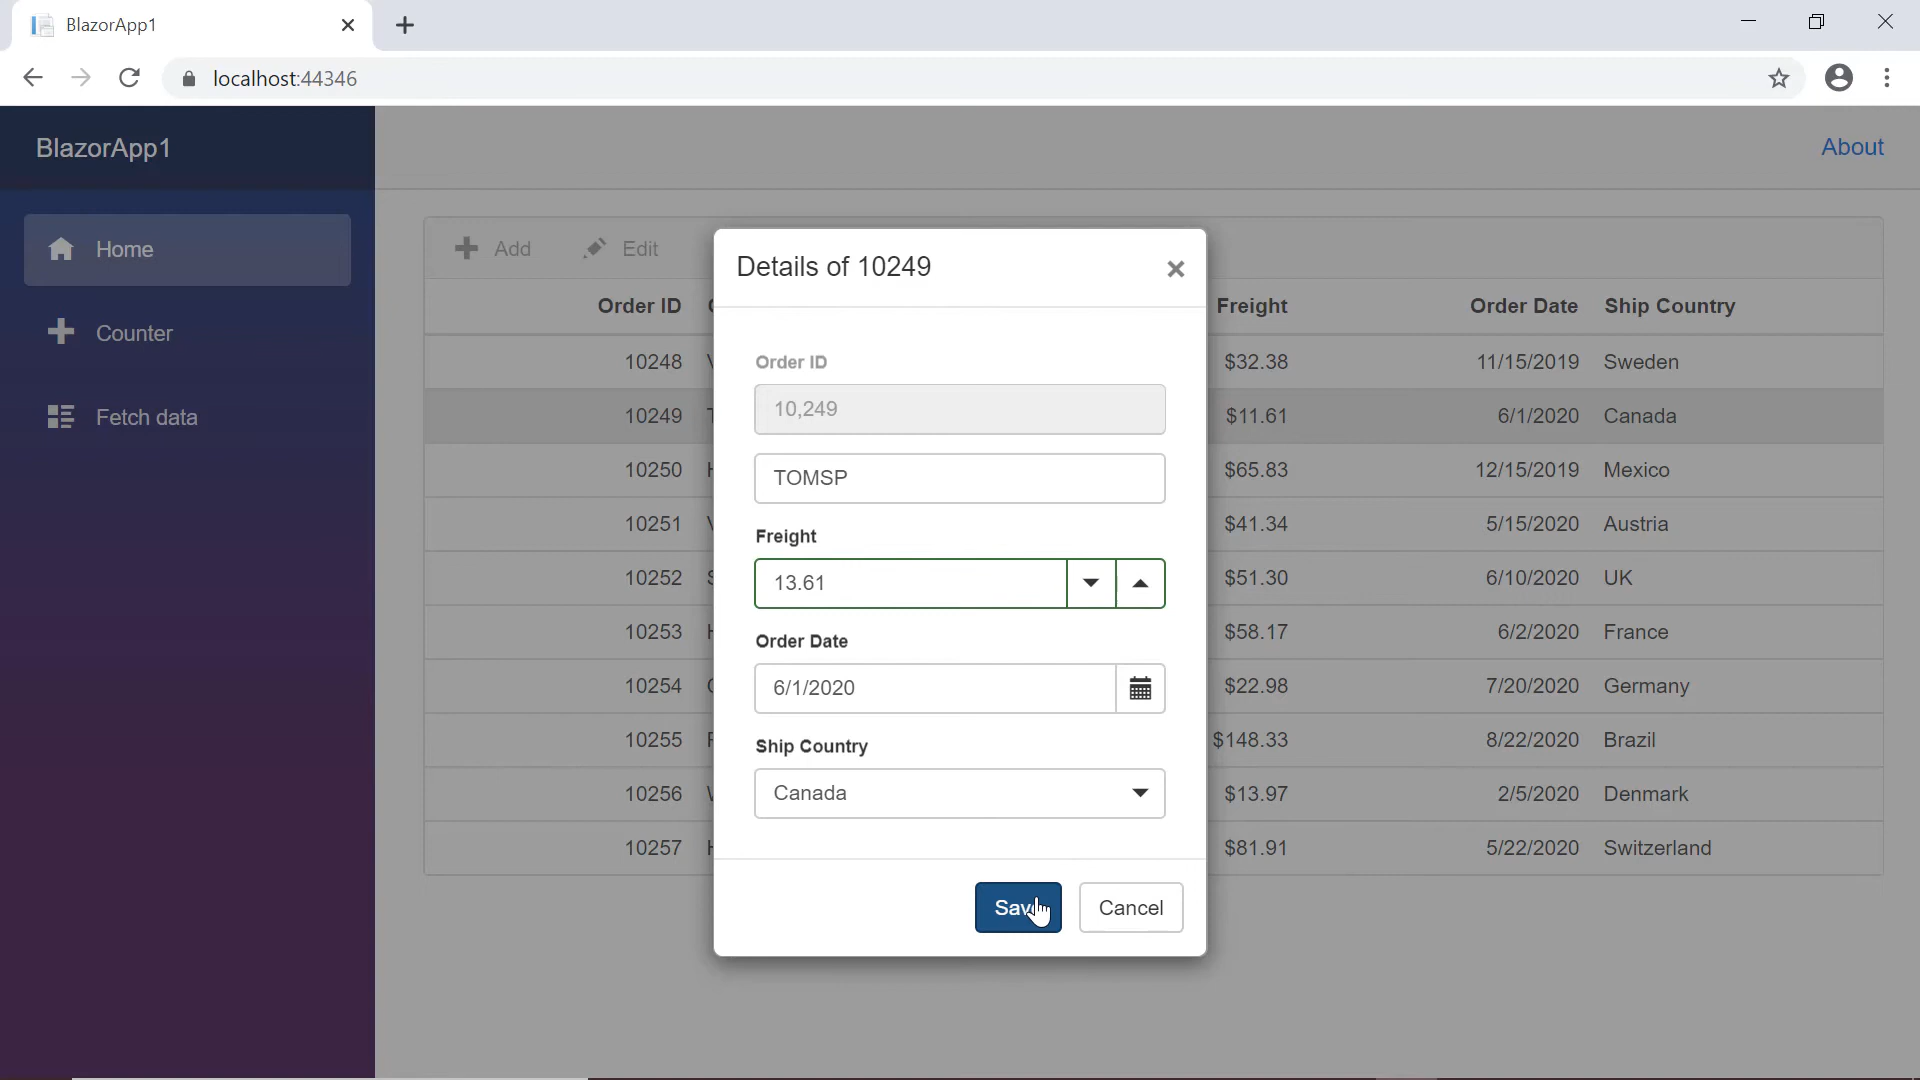 BlazorApp1
localhost:44346
BlazorApp1
About
Home
Counter
Fetch data
Add Edit
Order ID Freight Order Date Ship Country
10248 $32.38 11/15/2019 Sweden
10249 $11.61 6/1/2020 Canada
10250 $65.83 12/15/2019 Mexico
10251 $41.34 5/15/2020 Austria
10252 $51.30 6/10/2020 UK
10253 $58.17 6/2/2020 France
10254 $22.98 7/20/2020 Germany
10255 $148.33 8/22/2020 Brazil
10256 $13.97 2/5/2020 Denmark
10257 $81.91 5/22/2020 Switzerland
Details of 10249
Order ID
10,249
TOMSP
Freight
13.61
Order Date
6/1/2020
Ship Country
Canada
Save Cancel